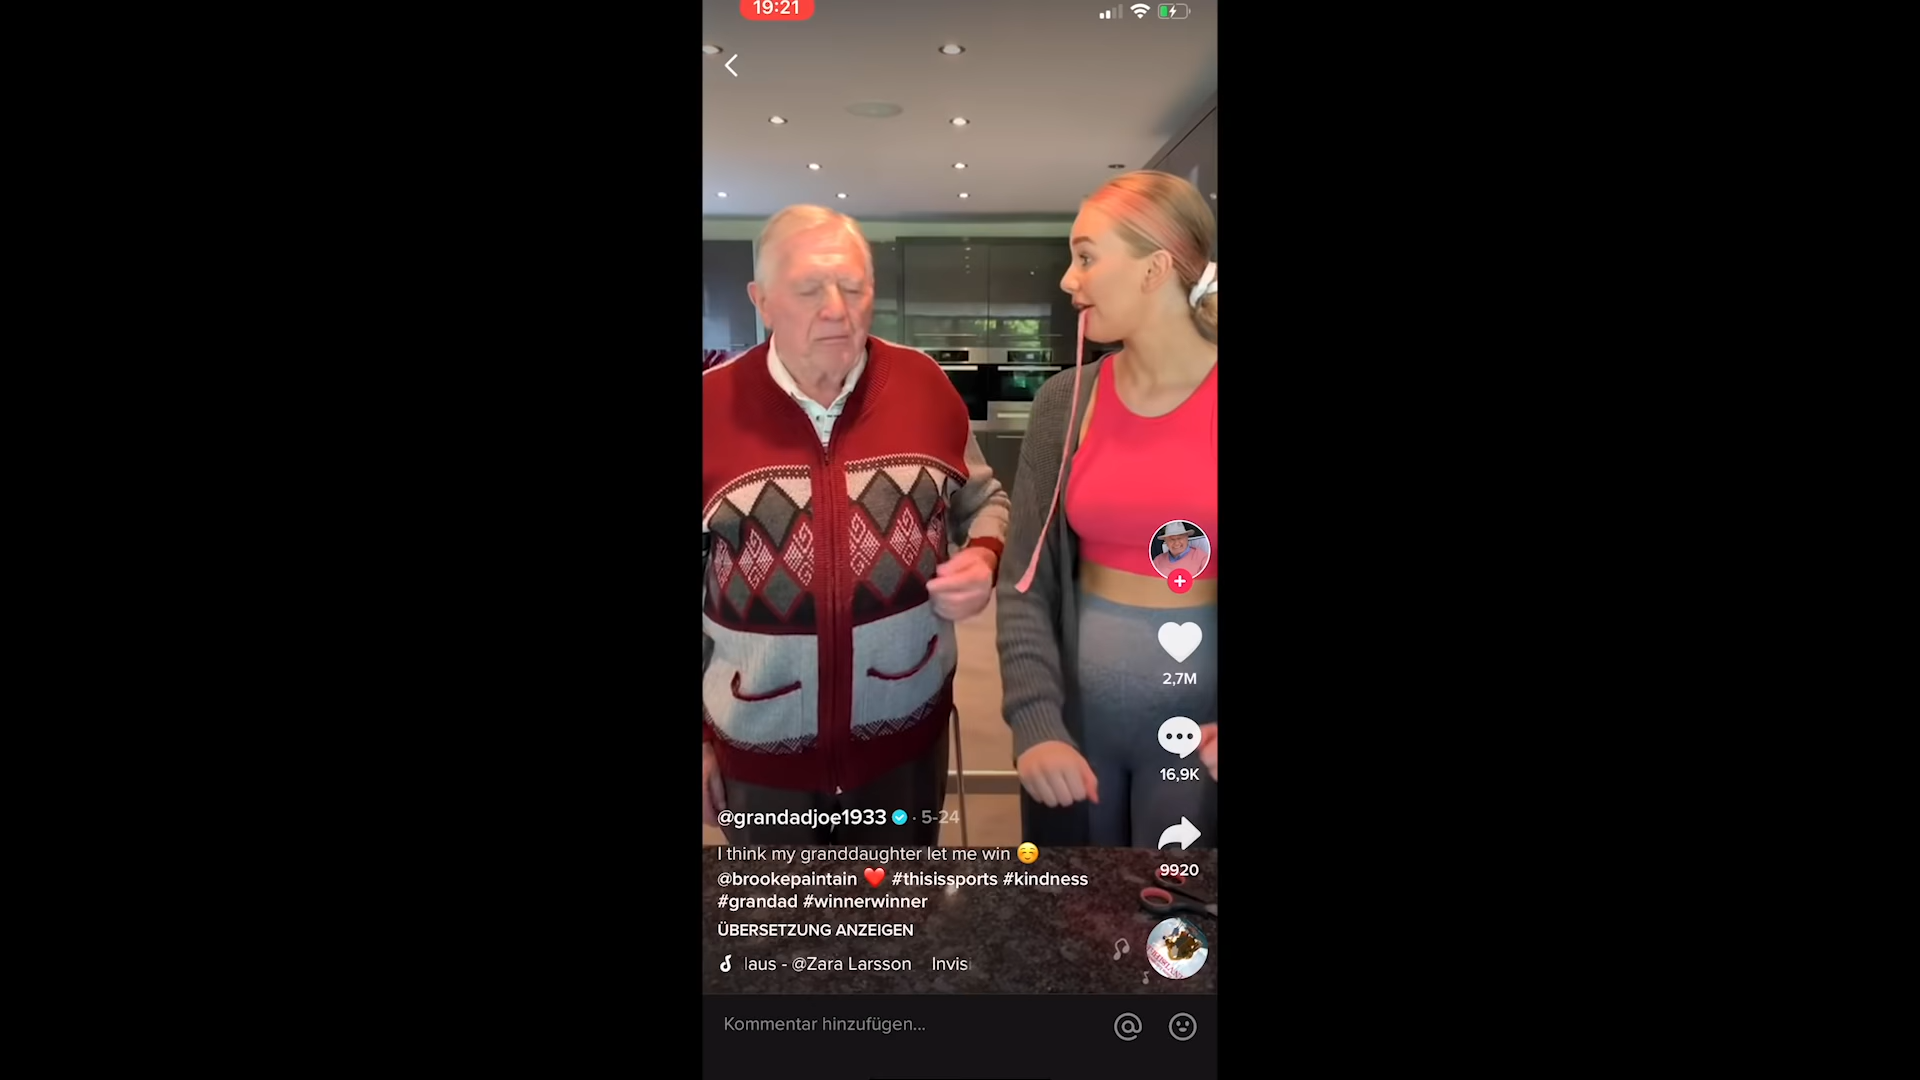 19:21
2,7M
16,9K
9920
@grandadjoe1933 · 5-24
I think my granddaughter let me win ☺️
@brookepaintain ❤️ #thisissports #kindness
#grandad #winnerwinner
ÜBERSETZUNG ANZEIGEN
laus - @Zara Larsson Invisi
Kommentar hinzufügen...